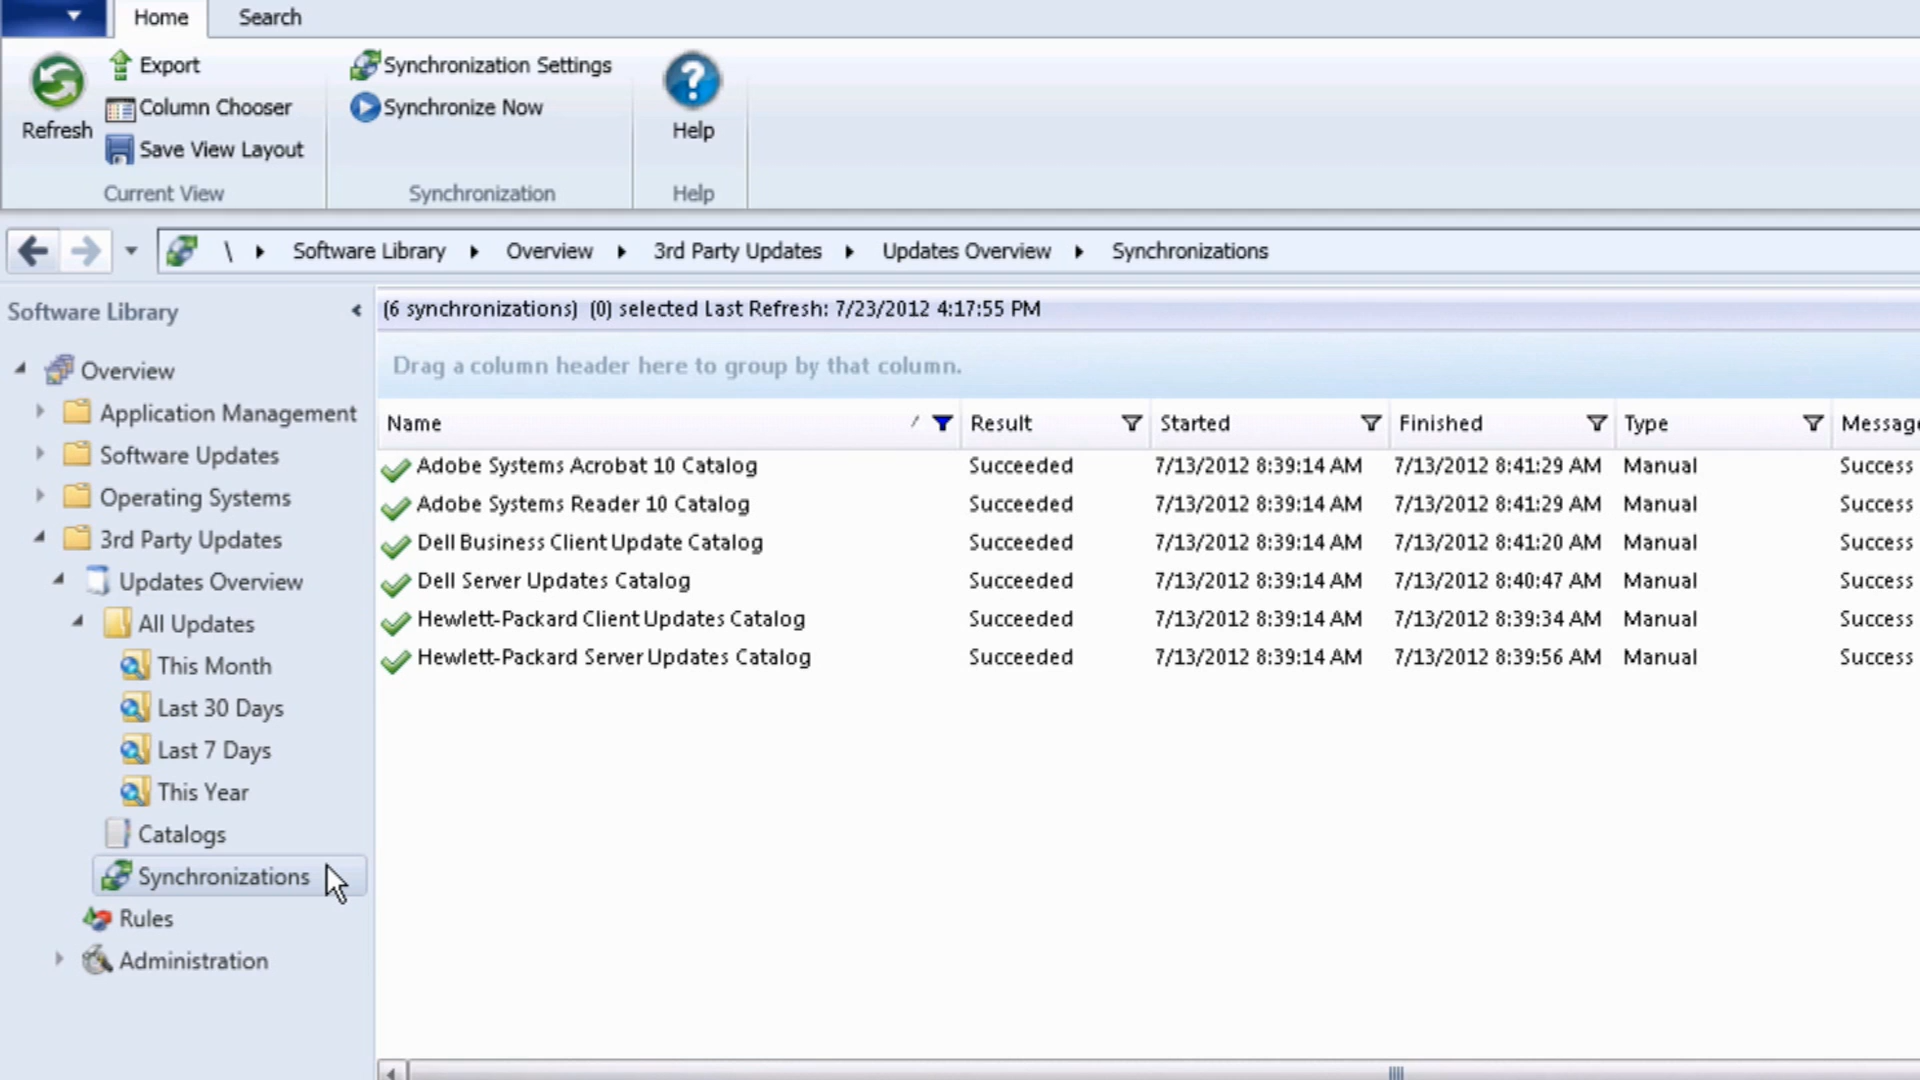 Home Search
Refresh
Export
Column Chooser
Save View Layout
Current View
Synchronization Settings
Synchronize Now
Synchronization
Help
Help
\ Software Library Overview 3rd Party Updates Updates Overview Synchronizations
Software Library
Overview
Application Management
Software Updates
Operating Systems
3rd Party Updates
Updates Overview
All Updates
This Month
Last 30 Days
Last 7 Days
This Year
Catalogs
Synchronizations
Rules
Administration
(6 synchronizations) (0) selected Last Refresh: 7/23/2012 4:17:55 PM
Drag a column header here to group by that column.
Name Result Started Finished Type Message
Adobe Systems Acrobat 10 Catalog Succeeded 7/13/2012 8:39:14 AM 7/13/2012 8:41:29 AM Manual Success
Adobe Systems Reader 10 Catalog Succeeded 7/13/2012 8:39:14 AM 7/13/2012 8:41:29 AM Manual Success
Dell Business Client Update Catalog Succeeded 7/13/2012 8:39:14 AM 7/13/2012 8:41:20 AM Manual Success
Dell Server Updates Catalog Succeeded 7/13/2012 8:39:14 AM 7/13/2012 8:40:47 AM Manual Success
Hewlett-Packard Client Updates Catalog Succeeded 7/13/2012 8:39:14 AM 7/13/2012 8:39:34 AM Manual Success
Hewlett-Packard Server Updates Catalog Succeeded 7/13/2012 8:39:14 AM 7/13/2012 8:39:56 AM Manual Success